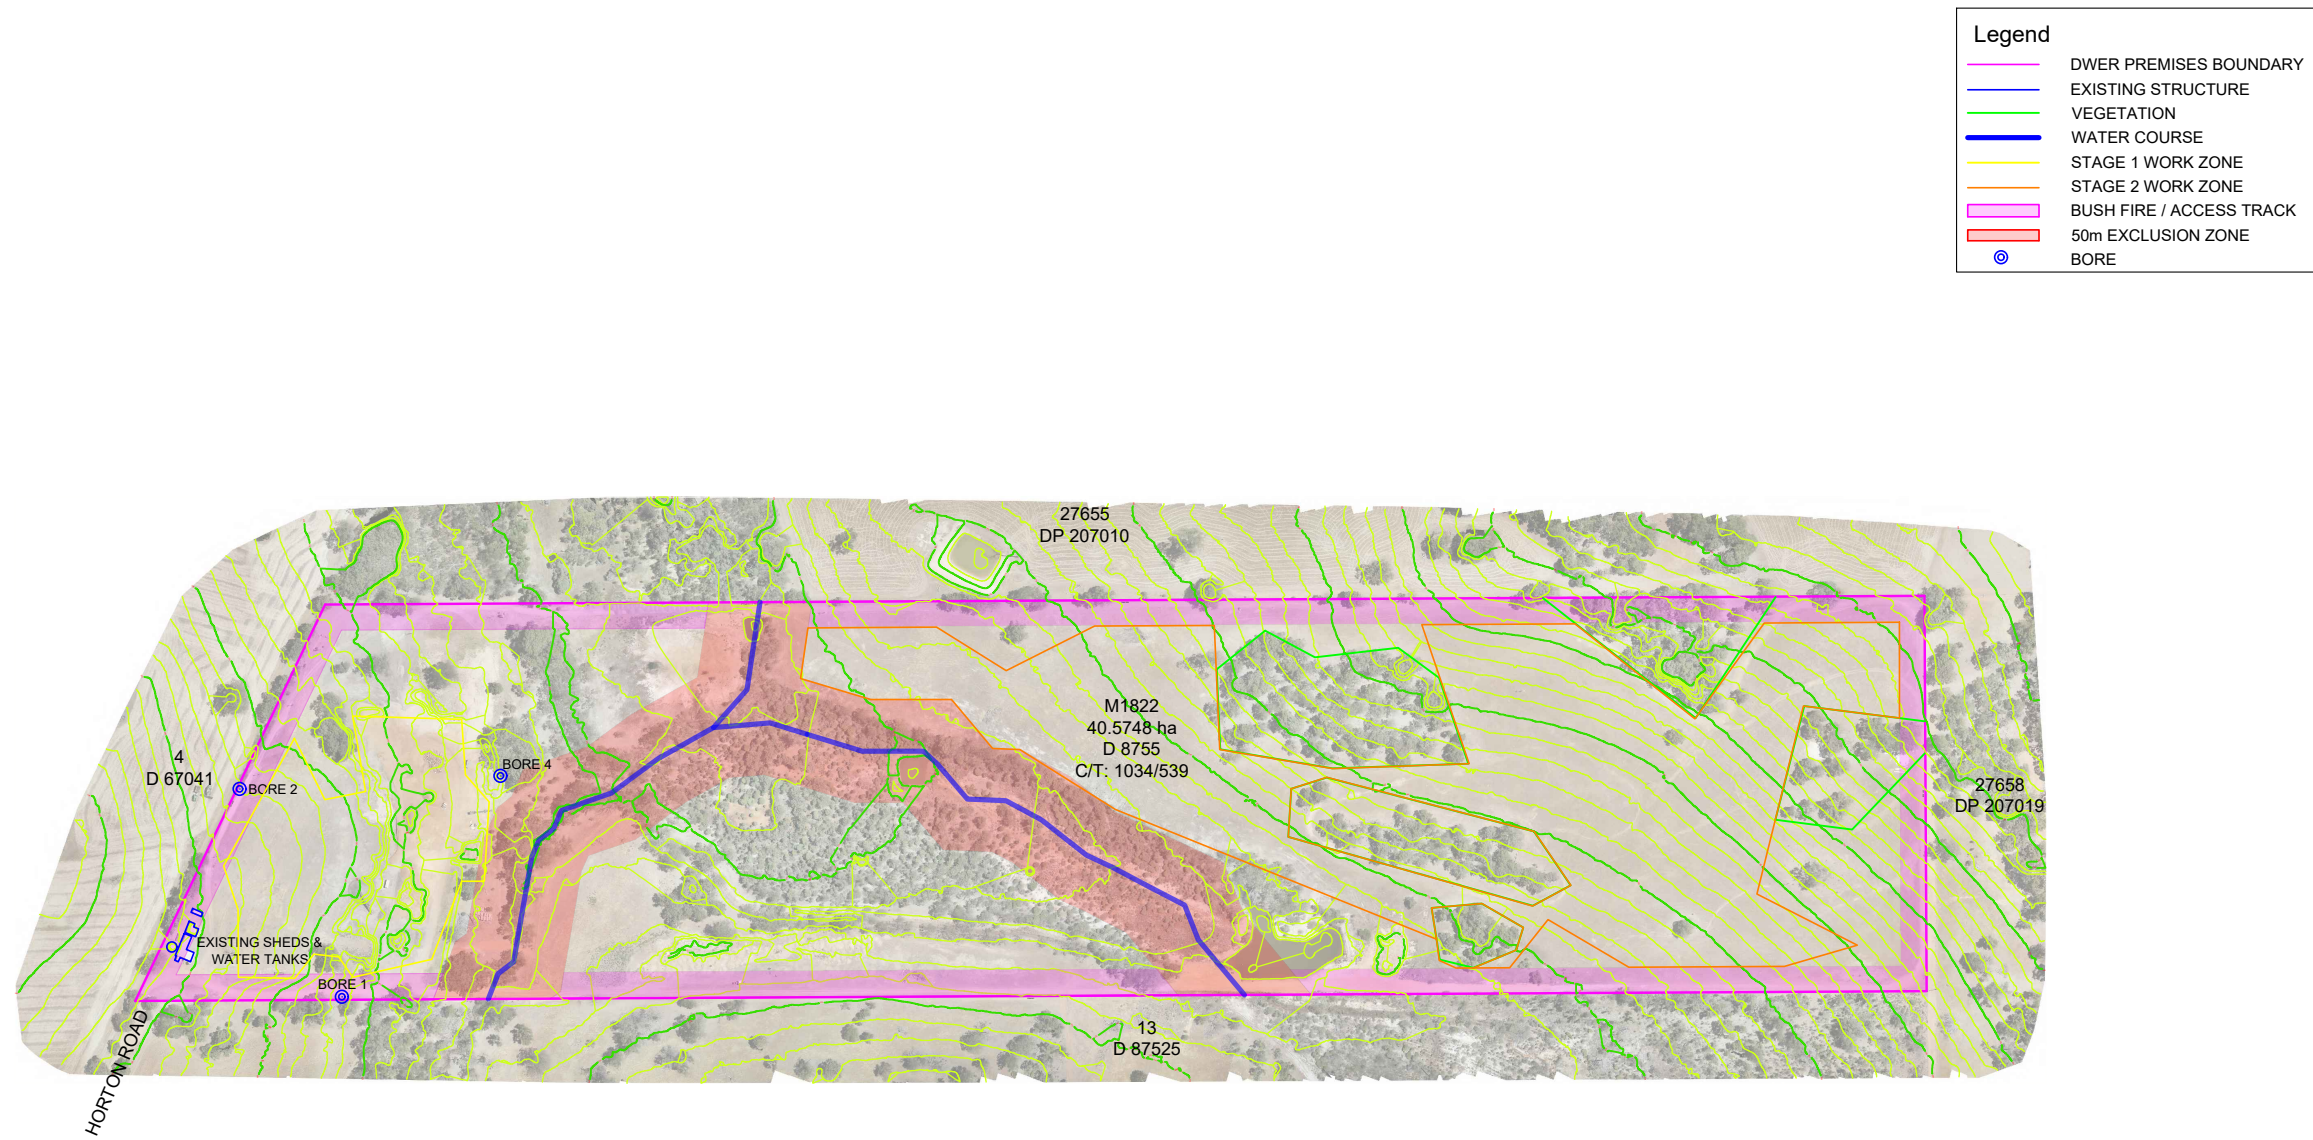 Legend
DWER PREMISES BOUNDARY
EXISTING STRUCTURE
VEGETATION
WATER COURSE
STAGE 1 WORK ZONE
STAGE 2 WORK ZONE
BUSH FIRE / ACCESS TRACK
50m EXCLUSION ZONE
BORE
27655
DP 207010
M1822
40.5748 ha
D 8755
C/T: 1034/539
4
D 67041
BORE 2
BORE 4
27658
DP 207019
EXISTING SHEDS &
WATER TANKS
BORE 1
HORTON ROAD
13
D 87525